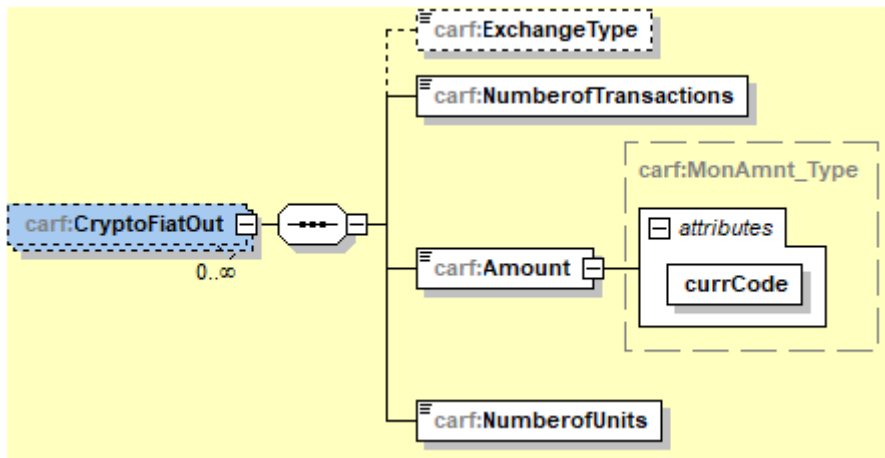 carf:ExchangeType
carf:NumberofTransactions
carf:MonAmnt_Type
attributes
carf:CryptoFiatOut
0..∞
carf:Amount
currCode
carf:NumberofUnits